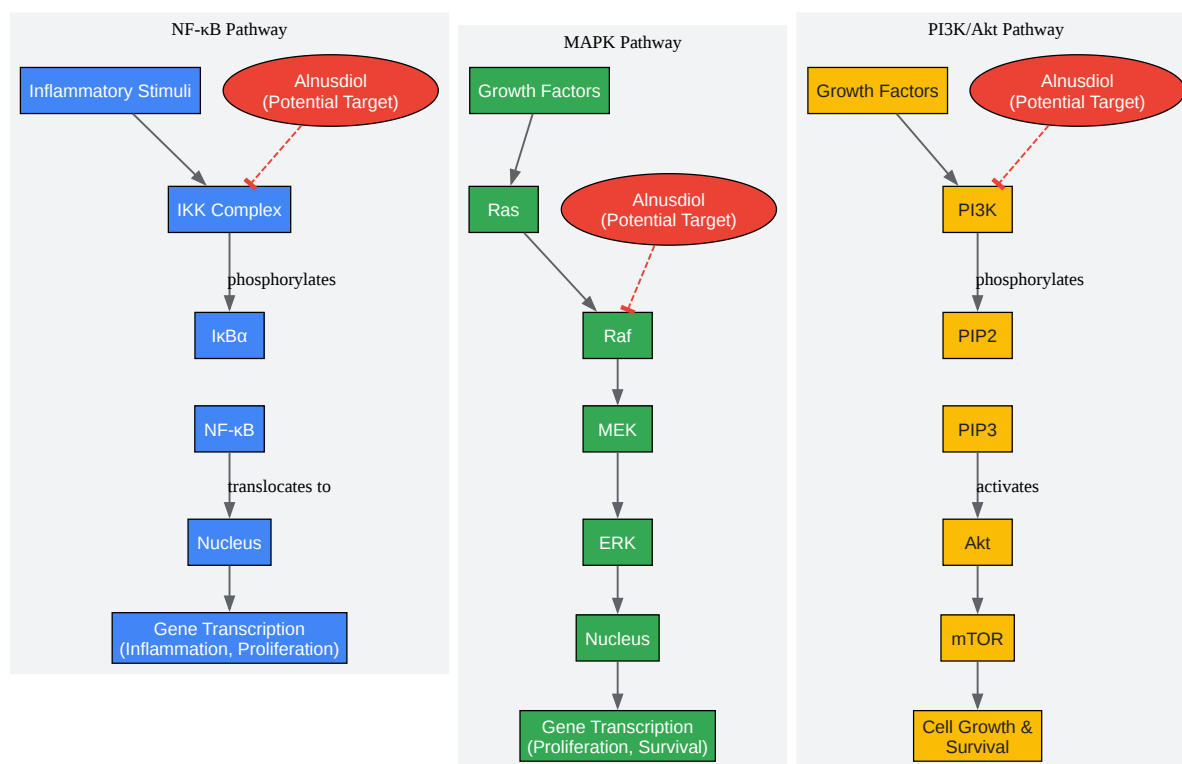 NF-κB Pathway
Inflammatory Stimuli
Alnusdiol
(Potential Target)
IKK Complex
phosphorylates
IκBα
NF-κB
translocates to
Nucleus
Gene Transcription
(Inflammation, Proliferation)
MAPK Pathway
Growth Factors
Ras
Alnusdiol
(Potential Target)
Raf
MEK
ERK
Nucleus
Gene Transcription
(Proliferation, Survival)
PI3K/Akt Pathway
Growth Factors
Alnusdiol
(Potential Target)
PI3K
phosphorylates
PIP2
PIP3
activates
Akt
mTOR
Cell Growth &
Survival